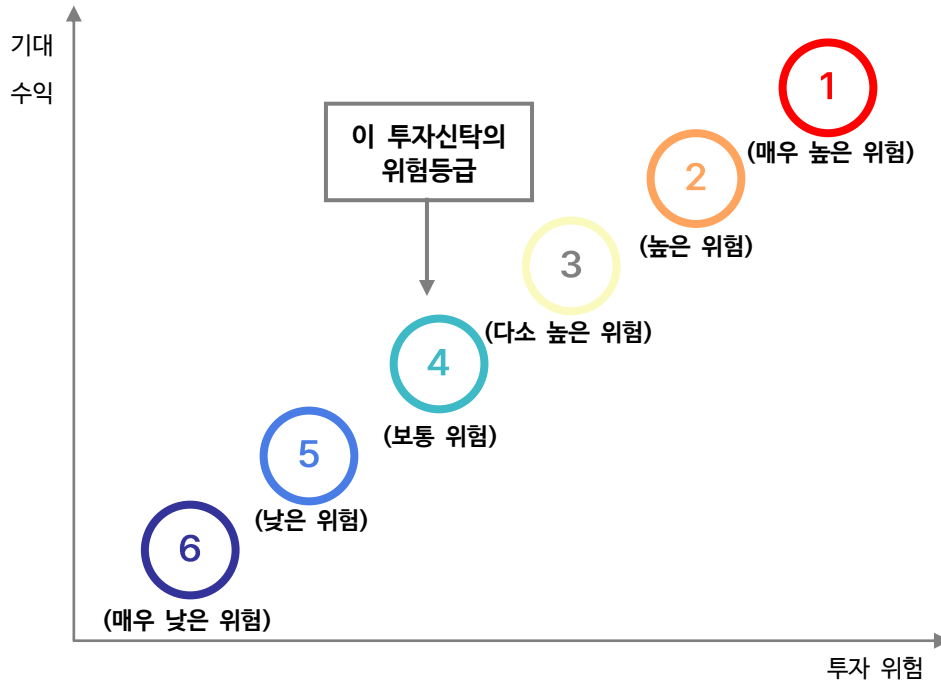 기대
수익
이 투자신탁의
위험등급
1
(매우 높은 위험)
2
(높은 위험)
3
(다소 높은 위험)
4
(보통 위험)
5
(낮은 위험)
6
(매우 낮은 위험)
투자 위험